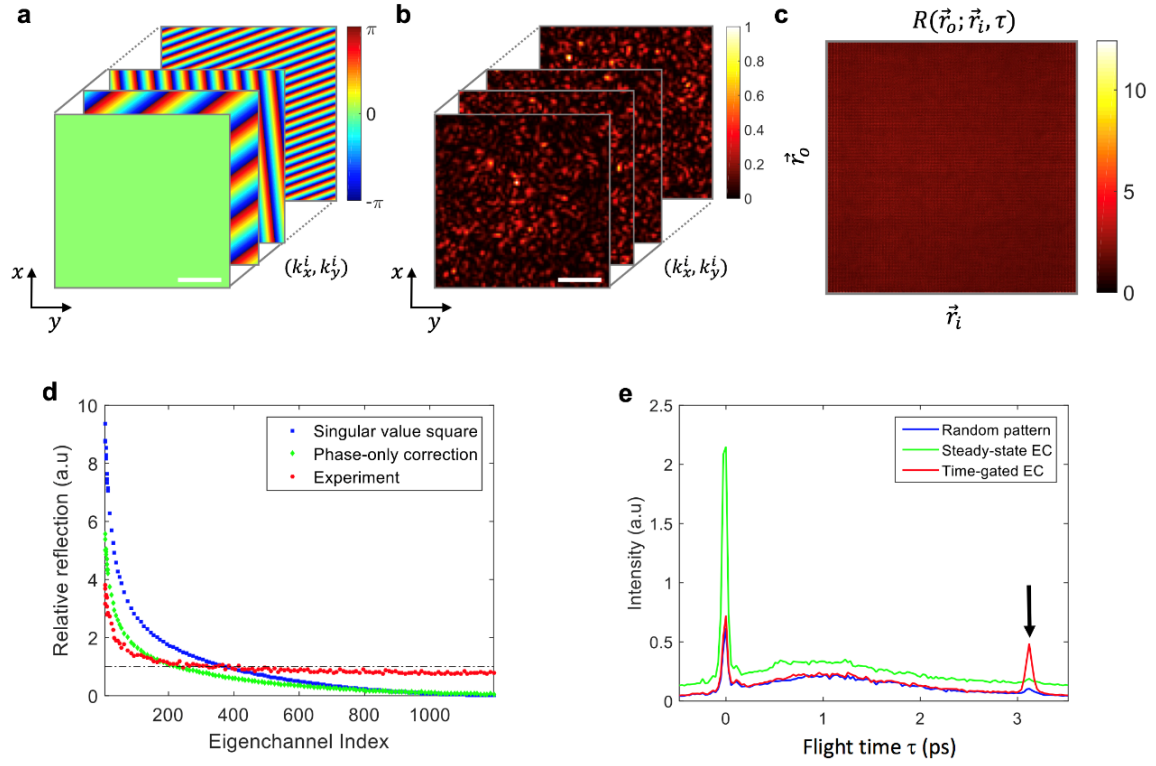 a
π
0
-π
x
y
(k_x^i, k_y^i)
b
1
0.8
0.6
0.4
0.2
0
x
y
(k_x^i, k_y^i)
c
R(r⃗_o; r⃗_i, τ)
r⃗_o
r⃗_i
10
5
0
d
Relative reflection (a.u)
10
8
6
4
2
0
200
400
600
800
1000
Eigenchannel Index
Singular value square
Phase-only correction
Experiment
e
Intensity (a.u)
2.5
2
1.5
1
0.5
0
0
1
2
3
Flight time τ (ps)
Random pattern
Steady-state EC
Time-gated EC